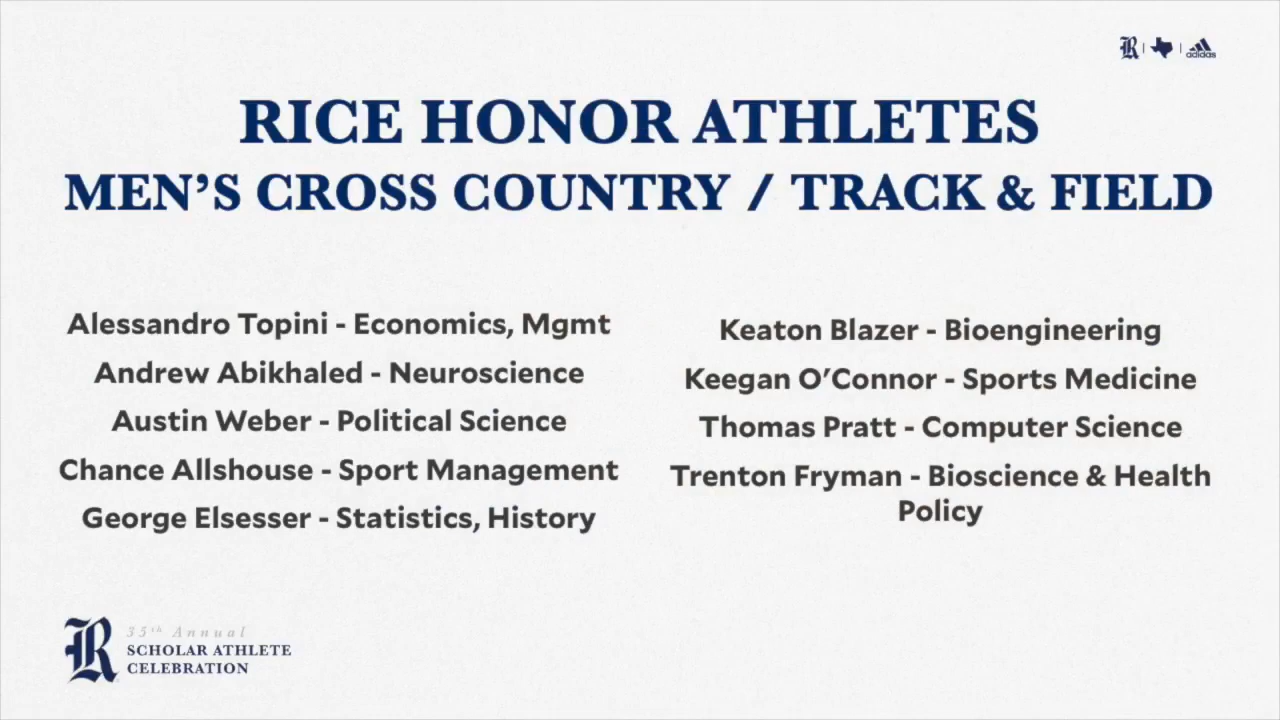 adidas
RICE HONOR ATHLETES
MEN'S CROSS COUNTRY / TRACK & FIELD
Alessandro Topini - Economics, Mgmt
Andrew Abikhaled - Neuroscience
Austin Weber - Political Science
Chance Allshouse - Sport Management
George Elsesser - Statistics, History
Keaton Blazer - Bioengineering
Keegan O'Connor - Sports Medicine
Thomas Pratt - Computer Science
Trenton Fryman - Bioscience & Health
Policy
R
35th Annual
SCHOLAR ATHLETE
CELEBRATION